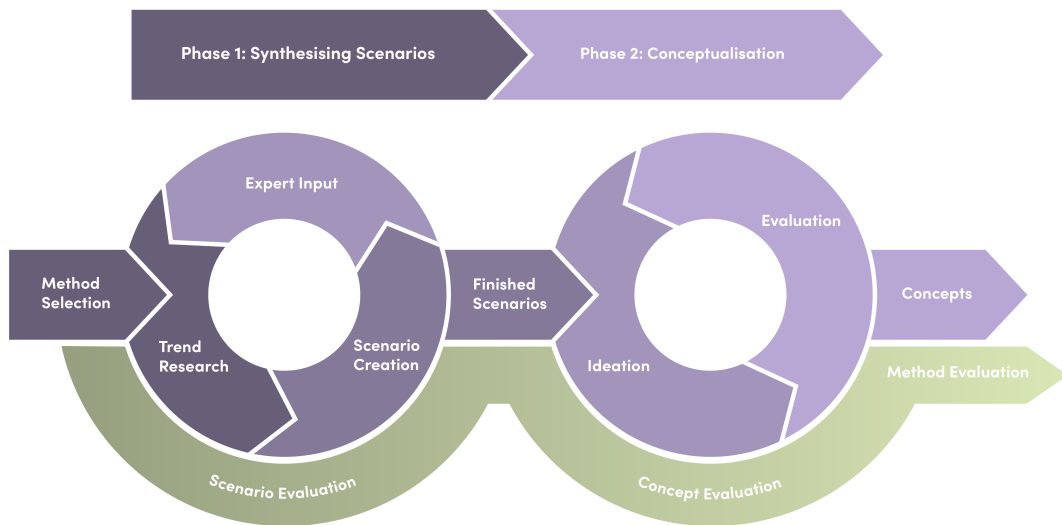 Phase 1: Synthesising Scenarios
Phase 2: Conceptualisation
Expert Input
Evaluation
Method
Selection
Finished
Scenarios
Concepts
Trend
Research
Scenario
Creation
Ideation
Method Evaluation
Scenario Evaluation
Concept Evaluation